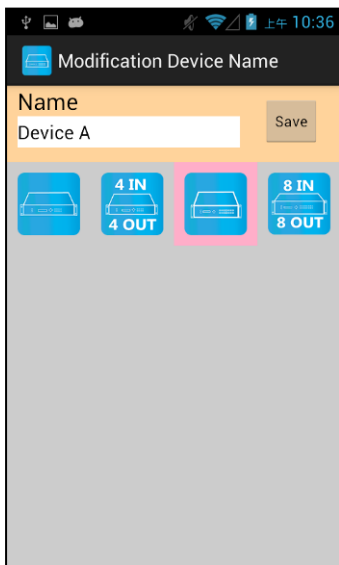 上午 10:36
Modification Device Name
Name
Device A
Save
4 IN
4 OUT
8 IN
8 OUT